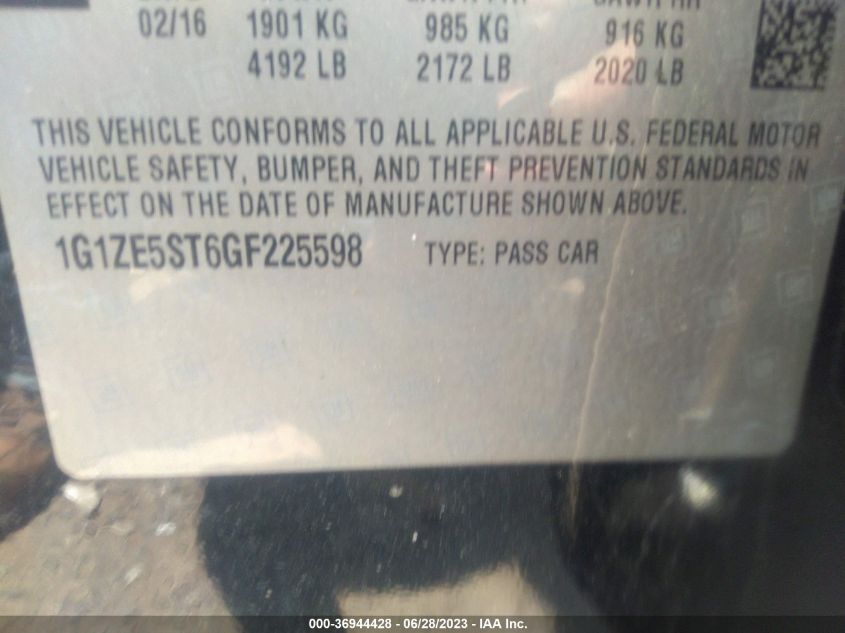 02/16 1901 KG 985 KG 916 KG
4192 LB 2172 LB 2020 LB
THIS VEHICLE CONFORMS TO ALL APPLICABLE U.S. FEDERAL MOTOR
VEHICLE SAFETY, BUMPER, AND THEFT PREVENTION STANDARDS IN
EFFECT ON THE DATE OF MANUFACTURE SHOWN ABOVE.
1G1ZE5ST6GF225598 TYPE: PASS CAR
000-36944428 - 06/28/2023 - IAA Inc.